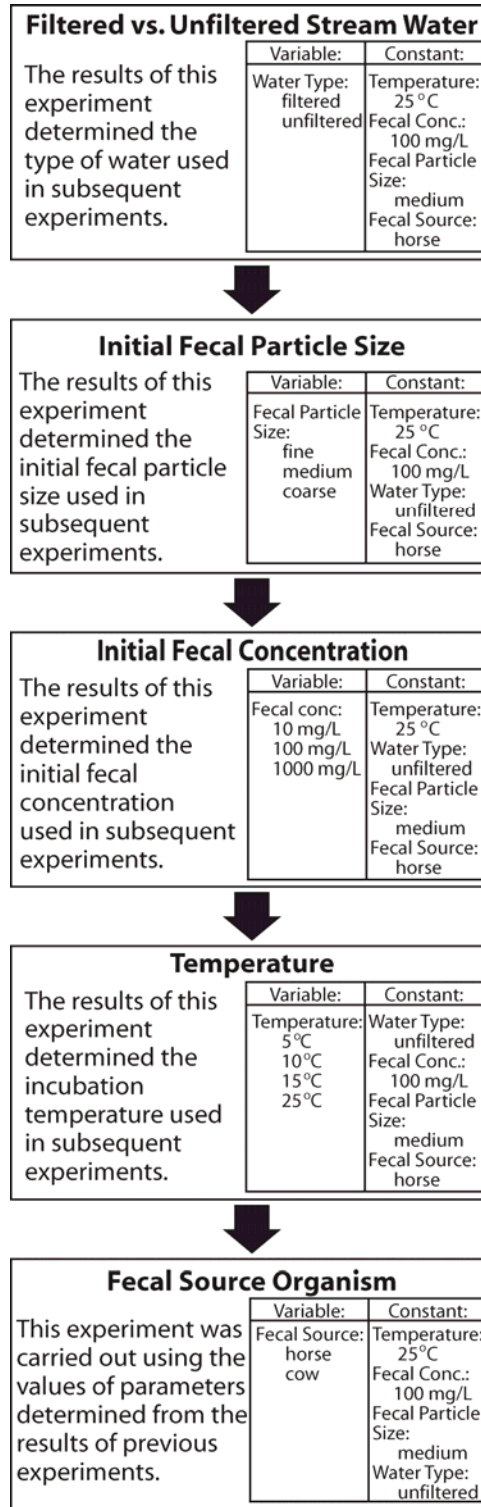 Filtered vs. Unfiltered Stream Water
The results of this
experiment
determined the
type of water used
in subsequent
experiments.
Variable:
Water Type:
filtered
unfiltered
Constant:
Temperature:
25 °C
Fecal Conc.:
100 mg/L
Fecal Particle
Size:
medium
Fecal Source:
horse
Initial Fecal Particle Size
The results of this
experiment
determined the
initial fecal particle
size used in
subsequent
experiments.
Variable:
Fecal Particle
Size:
fine
medium
coarse
Constant:
Temperature:
25 °C
Fecal Conc.:
100 mg/L
Water Type:
unfiltered
Fecal Source:
horse
Initial Fecal Concentration
The results of this
experiment
determined the
initial fecal
concentration
used in subsequent
experiments.
Variable:
Fecal conc:
10 mg/L
100 mg/L
1000 mg/L
Constant:
Temperature:
25 °C
Water Type:
unfiltered
Fecal Particle
Size:
medium
Fecal Source:
horse
Temperature
The results of this
experiment
determined the
incubation
temperature used
in subsequent
experiments.
Variable:
Temperature:
5°C
10°C
15°C
25°C
Constant:
Water Type:
unfiltered
Fecal Conc.:
100 mg/L
Fecal Particle
Size:
medium
Fecal Source:
horse
Fecal Source Organism
This experiment was
carried out using the
values of parameters
determined from the
results of previous
experiments.
Variable:
Fecal Source:
horse
cow
Constant:
Temperature:
25°C
Fecal Conc.:
100 mg/L
Fecal Particle
Size:
medium
Water Type:
unfiltered